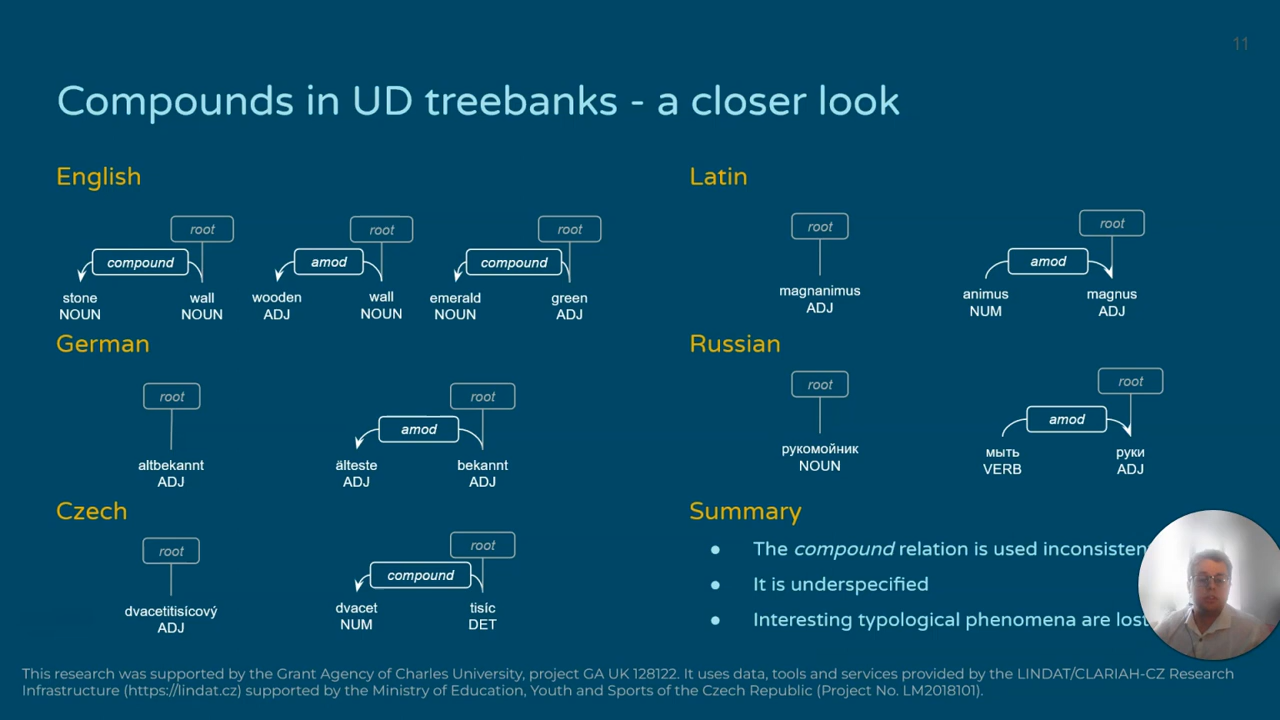 11
Compounds in UD treebanks - a closer look
English
root root root
compound amod compound
stone wall wooden wall emerald green
NOUN NOUN ADJ NOUN NOUN ADJ
German
root root
amod
altbekannt älteste bekannt
ADJ ADJ ADJ
Czech
root root
compound
dvacetitisícový dvacet tisíc
ADJ NUM DET
Latin
root root
amod
magnanimus animus magnus
ADJ NUM ADJ
Russian
root root
amod
рукомойник мыть руки
NOUN VERB ADJ
Summary
● The compound relation is used
● It is underspecified
● Interesting typological phenomena are lost
This research was supported by the Grant Agency of Charles University, project GA UK 128122. It uses data, tools and services provided by the LINDAT/CLARIAH-CZ Research
Infrastructure (https://lindat.cz) supported by the Ministry of Education, Youth and Sports of the Czech Republic (Project No. LM2018101).